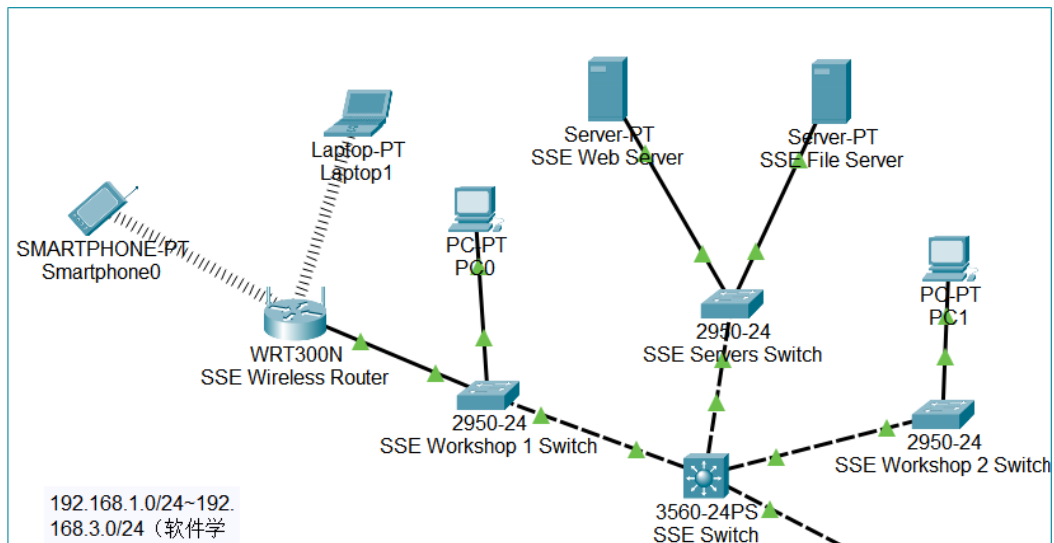 Server-PT
SSE Web Server
Server-PT
SSE File Server
Laptop-PT
Laptop1
SMARTPHONE-PT
Smartphone0
PC-PT
PC0
PC-PT
PC1
WRT300N
SSE Wireless Router
2950-24
SSE Servers Switch
2950-24
SSE Workshop 1 Switch
2950-24
SSE Workshop 2 Switch
3560-24PS
SSE Switch
192.168.1.0/24~192.
168.3.0/24（软件学